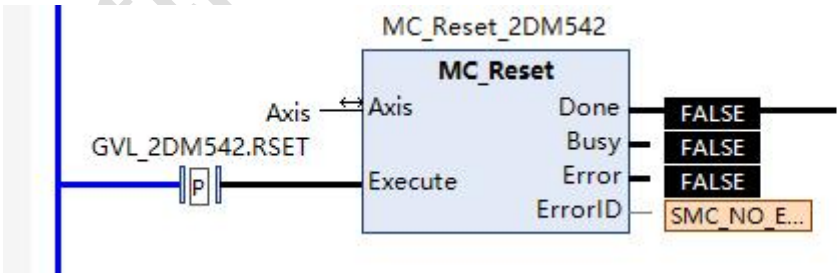 MC_Reset_2DM542
MC_Reset
Axis Axis Done FALSE
GVL_2DM542.RSET Busy FALSE
P Execute Error FALSE
ErrorID SMC_NO_E...